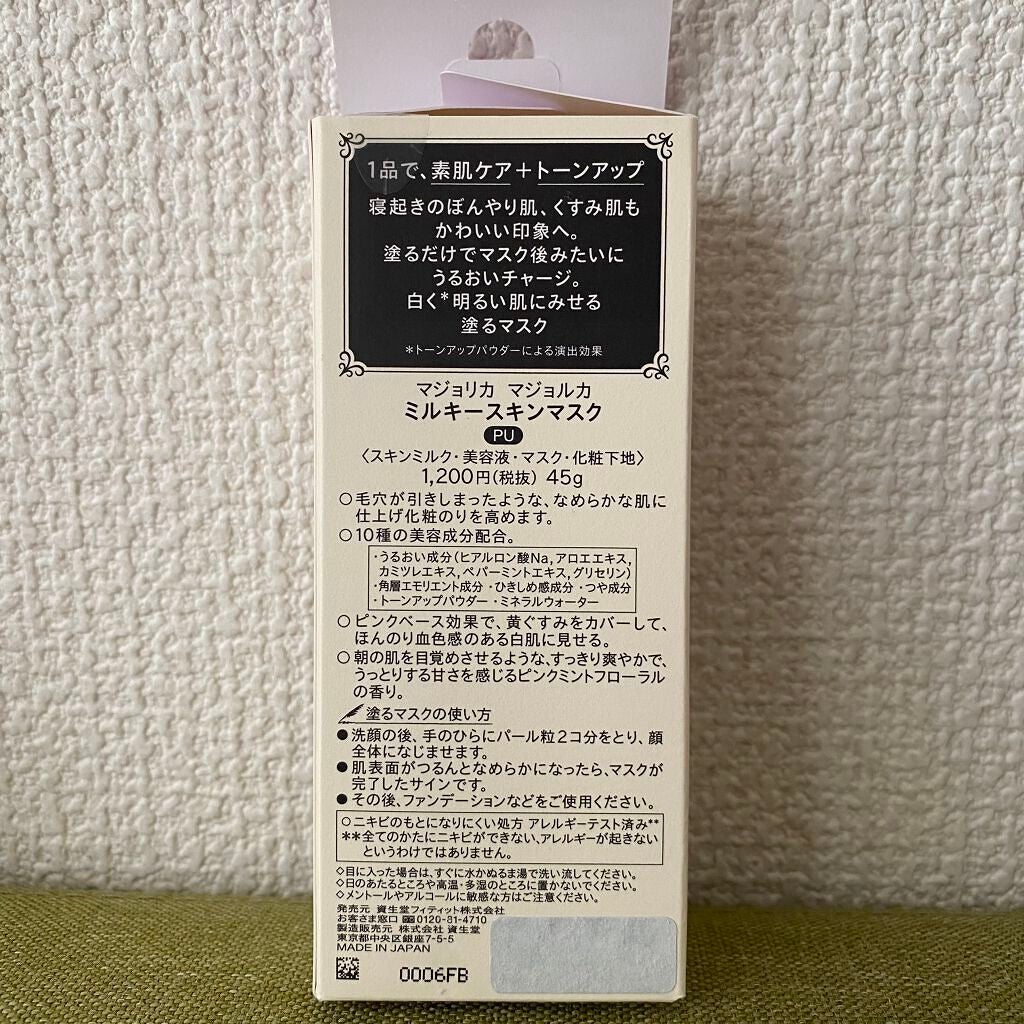 1品で、素肌ケア＋トーンアップ
寝起きのぼんやり肌、くすみ肌も
かわいい印象へ。
塗るだけでマスク後みたいに
うるおいチャージ。
白く*明るい肌にみせる
塗るマスク
*トーンアップパウダーによる演出効果
マジョリカ マジョルカ
ミルキースキンマスク
PU
〈スキンミルク・美容液・マスク・化粧下地〉
1,200円(税抜) 45g
○毛穴が引きしまったような、なめらかな肌に
仕上げ化粧のりを高めます。
○10種の美容成分配合。
・うるおい成分(ヒアルロン酸Na,アロエエキス,
カミツレエキス,ペパーミントエキス,グリセリン)
・角層エモリエント成分 ・ひきしめ感成分 ・つや成分
・トーンアップパウダー ・ミネラルウォーター
○ピンクベース効果で、黄ぐすみをカバーして、
ほんのり血色感のある白肌に見せる。
○朝の肌を目覚めさせるような、すっきり爽やかで、
うっとりする甘さを感じるピンクミントフローラル
の香り。
塗るマスクの使い方
●洗顔の後、手のひらにパール粒2コ分をとり、顔
全体になじませます。
●肌表面がつるんとなめらかになったら、マスクが
完了したサインです。
●その後、ファンデーションなどをご使用ください。
○ニキビのもとになりにくい処方 アレルギーテスト済み**
**全てのかたにニキビができない、アレルギーが起きない
というわけではありません。
◇目に入った場合は、すぐに水かぬるま湯で洗い流してください。
◇日のあたるところや高温・多湿のところに置かないでください。
◇メントールやアルコールに敏感な方はご注意ください。
発売元 資生堂フィティット株式会社
お客さま窓口 0120-81-4710
製造販売元 株式会社 資生堂
東京都中央区銀座7-5-5
MADE IN JAPAN
0006FB